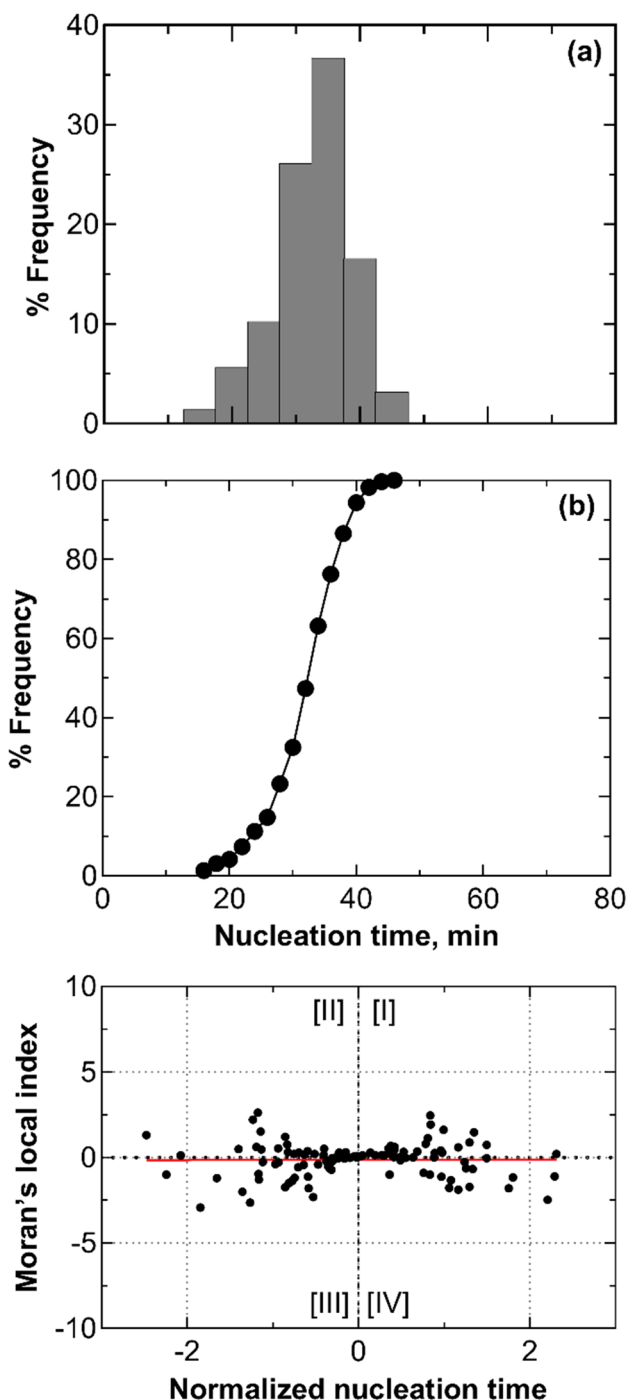 40
(a)
30
20
10
0
% Frequency
100
(b)
80
60
40
20
0
% Frequency
0 20 40 60 80
Nucleation time, min
10
[II] [I]
5
0
-5
[III] [IV]
-10
Moran's local index
-2 0 2
Normalized nucleation time